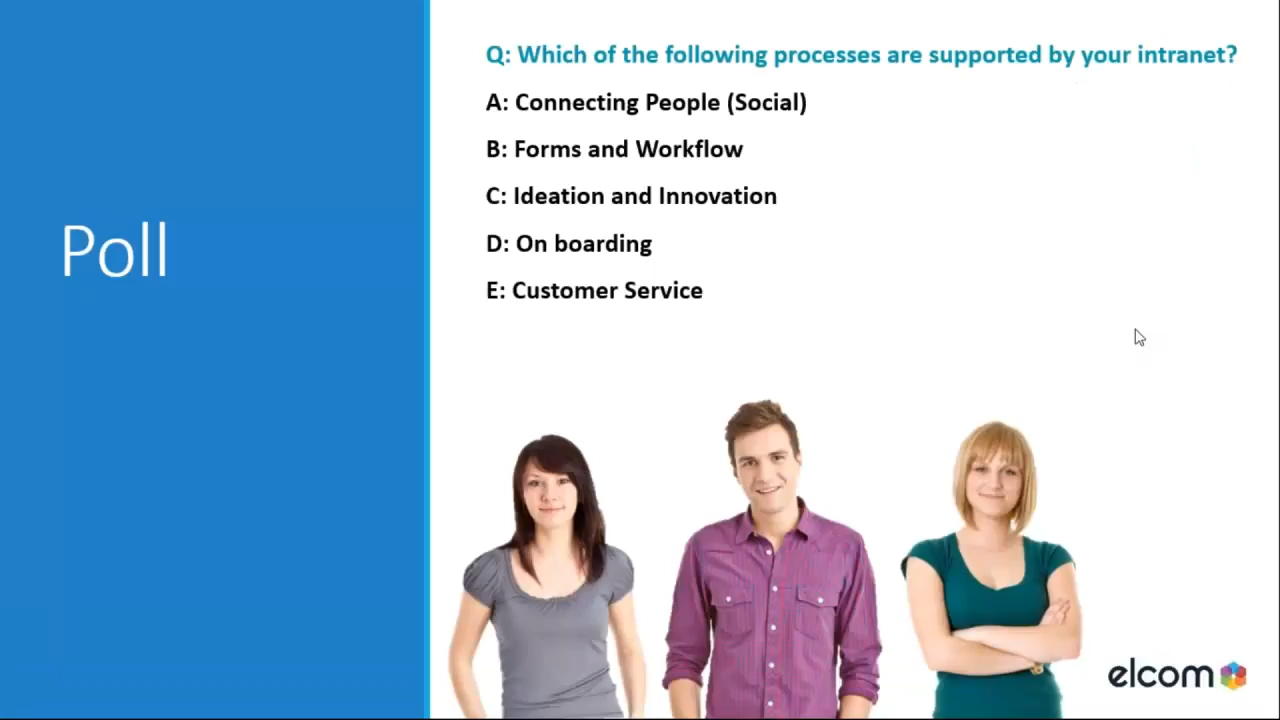 Poll
Q: Which of the following processes are supported by your intranet?
A: Connecting People (Social)
B: Forms and Workflow
C: Ideation and Innovation
D: On boarding
E: Customer Service
elcom